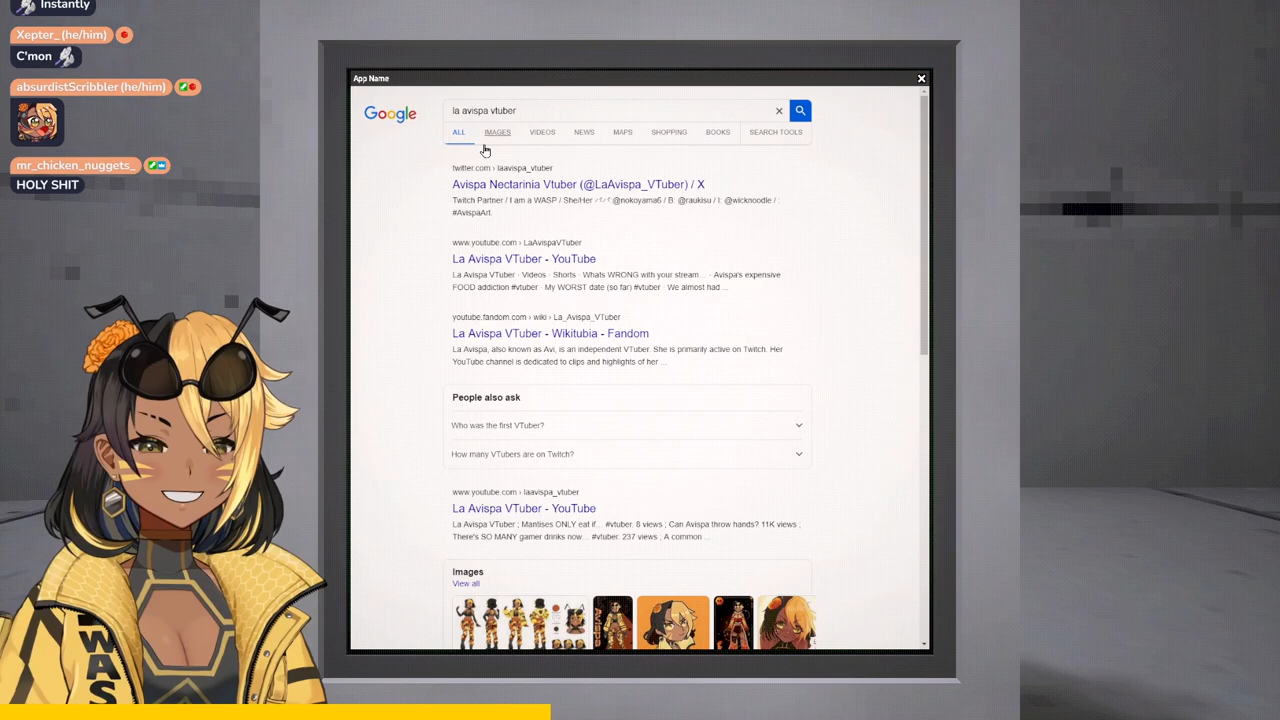 Instantly
Xepter_ (he/him)
C'mon
absurdistScribbler (he/him)
mr_chicken_nuggets_
HOLY SHIT
App Name
Google
la avispa vtuber
ALL IMAGES VIDEOS NEWS MAPS SHOPPING BOOKS SEARCH TOOLS
twitter.com › laavispa_vtuber
Avispa Nectarinia Vtuber (@LaAvispa_VTuber) / X
Twitch Partner / I am a WASP / She/Her ママ @nokoyama6 / B: @raukisu / I: @wicknoodle / :
#AvispaArt.
www.youtube.com › LaAvispaVTuber
La Avispa VTuber - YouTube
La Avispa VTuber · Videos · Shorts · Whats WRONG with your stream... · Avispa's expensive
FOOD addiction #vtuber · My WORST date (so far) #vtuber · We almost had ...
youtube.fandom.com › wiki › La_Avispa_VTuber
La Avispa VTuber - Wikitubia - Fandom
La Avispa, also known as Avi, is an independent VTuber. She is primarily active on Twitch. Her
YouTube channel is dedicated to clips and highlights of her ...
People also ask
Who was the first VTuber?
How many VTubers are on Twitch?
www.youtube.com › laavispa_vtuber
La Avispa VTuber - YouTube
La Avispa VTuber ; Mantises ONLY eat if... #vtuber. 8 views ; Can Avispa throw hands? 11K views ;
There's SO MANY gamer drinks now... #vtuber. 237 views ; A common ...
Images
View all
Avispa
WAS